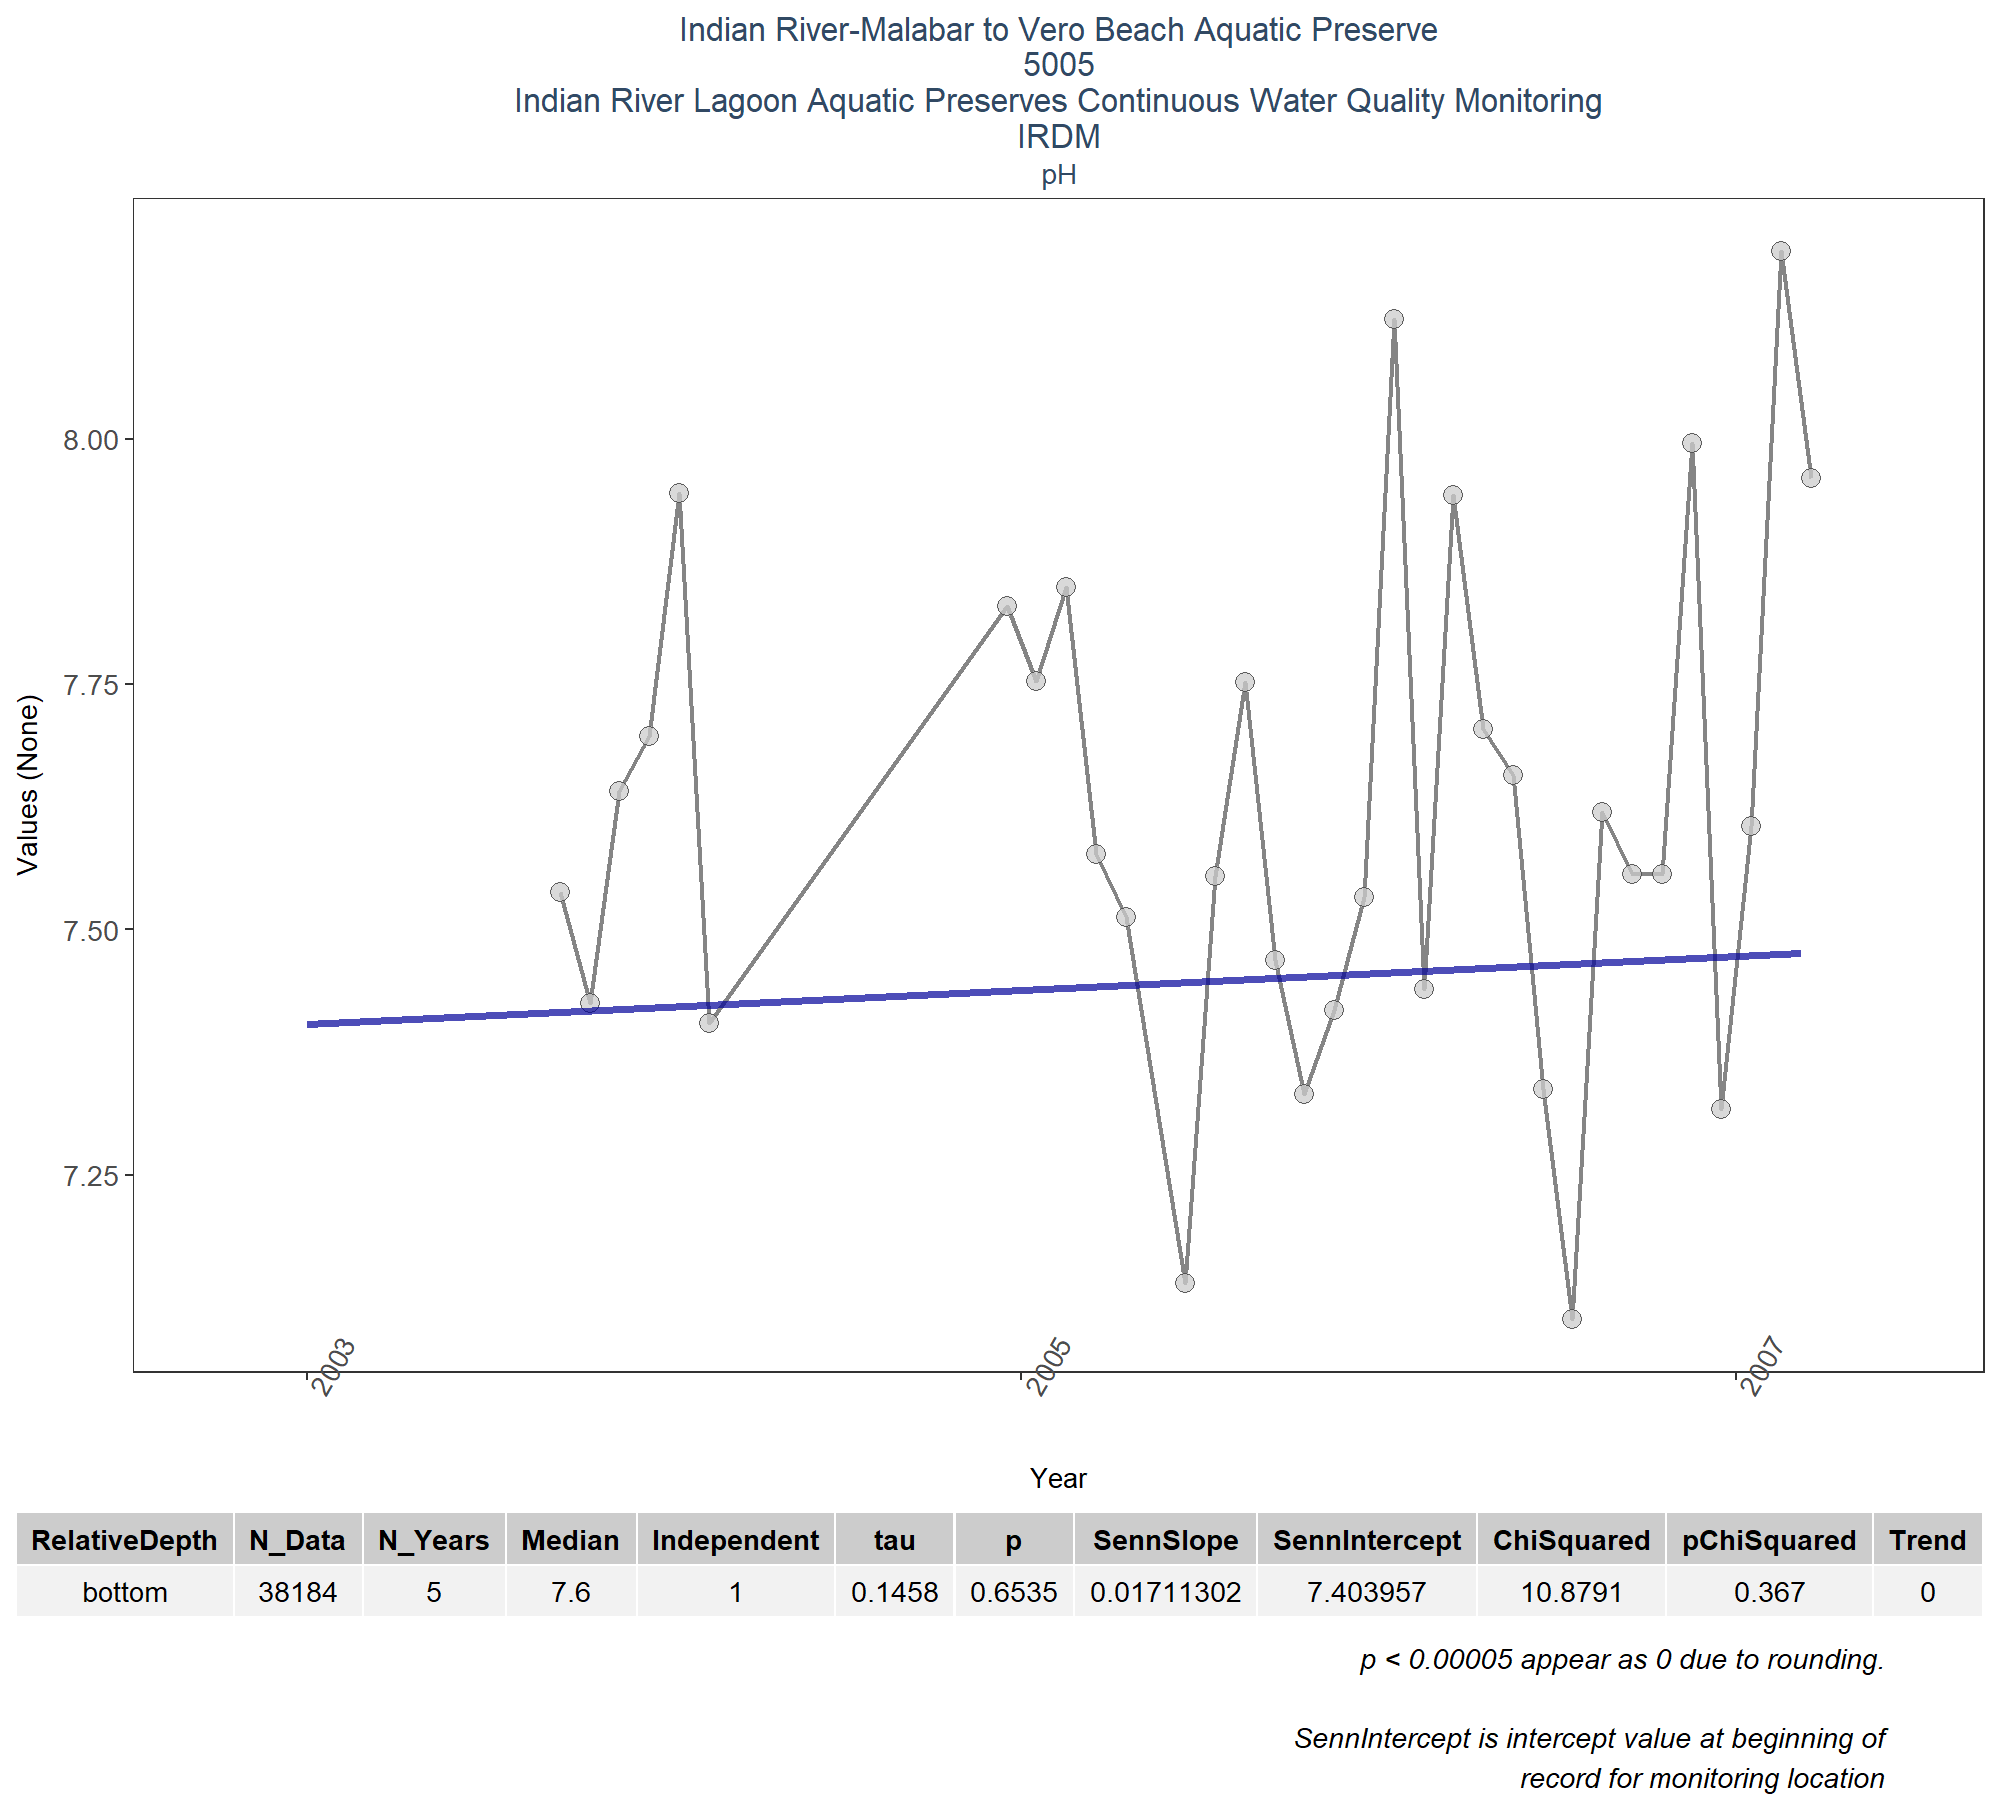 Indian River-Malabar to Vero Beach Aquatic Preserve
5005
Indian River Lagoon Aquatic Preserves Continuous Water Quality Monitoring
IRDM
pH
Values (None)
8.00
7.75
7.50
7.25
2003
2005
2007
Year
RelativeDepth N_Data N_Years Median Independent tau p SennSlope SennIntercept ChiSquared pChiSquared Trend
bottom 38184 5 7.6 1 0.1458 0.6535 0.01711302 7.403957 10.8791 0.367 0
p < 0.00005 appear as 0 due to rounding.
SennIntercept is intercept value at beginning of
record for monitoring location